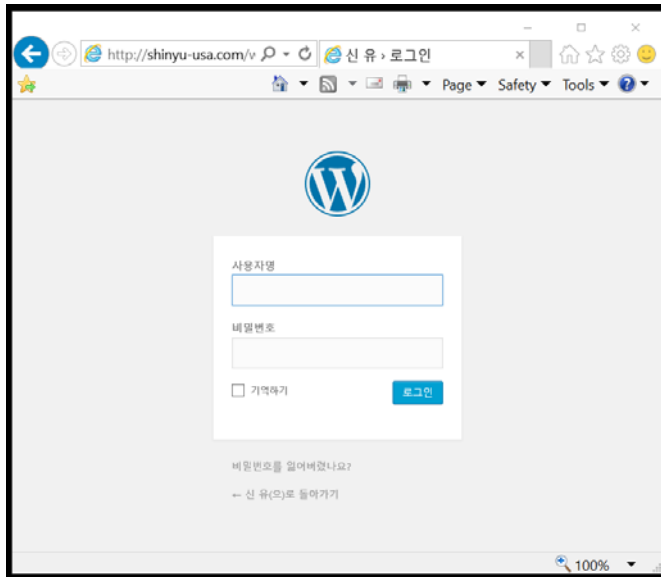 http://shinyu-usa.com/v
신 유 › 로그인
Page
Safety
Tools
사용자명
비밀번호
기억하기
로그인
비밀번호를 잃어버렸나요?
← 신 유(으)로 돌아가기
100%